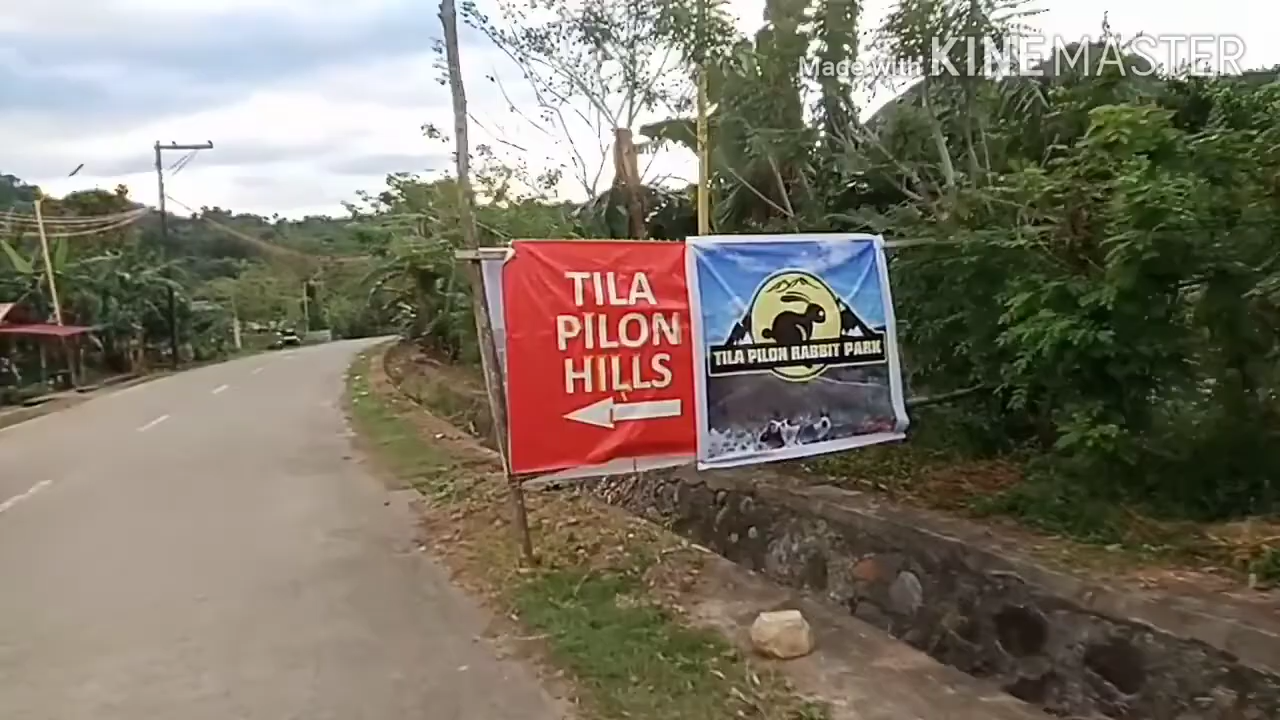 Made with KINEMASTER
TILA
PILON
HILLS
TILA PILON RABBIT PARK